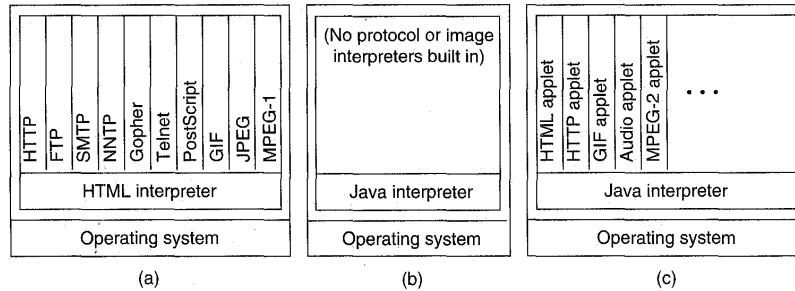 HTTP
FTP
SMTP
NNTP
Gopher
Telnet
PostScript
GIF
JPEG
MPEG-1
HTML interpreter
Operating system
(a)
(No protocol or image
interpreters built in)
Java interpreter
Operating system
(b)
HTML applet
HTTP applet
GIF applet
Audio applet
MPEG-2 applet
• • •
Java interpreter
Operating system
(c)